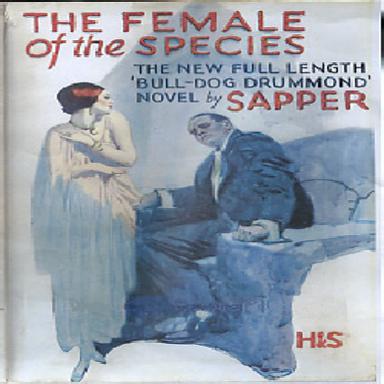 THE FEMALE
of the SPECIES
THE NEW FULL LENGTH
'BULL-DOG DRUMMOND'
NOVEL by SAPPER
H&S